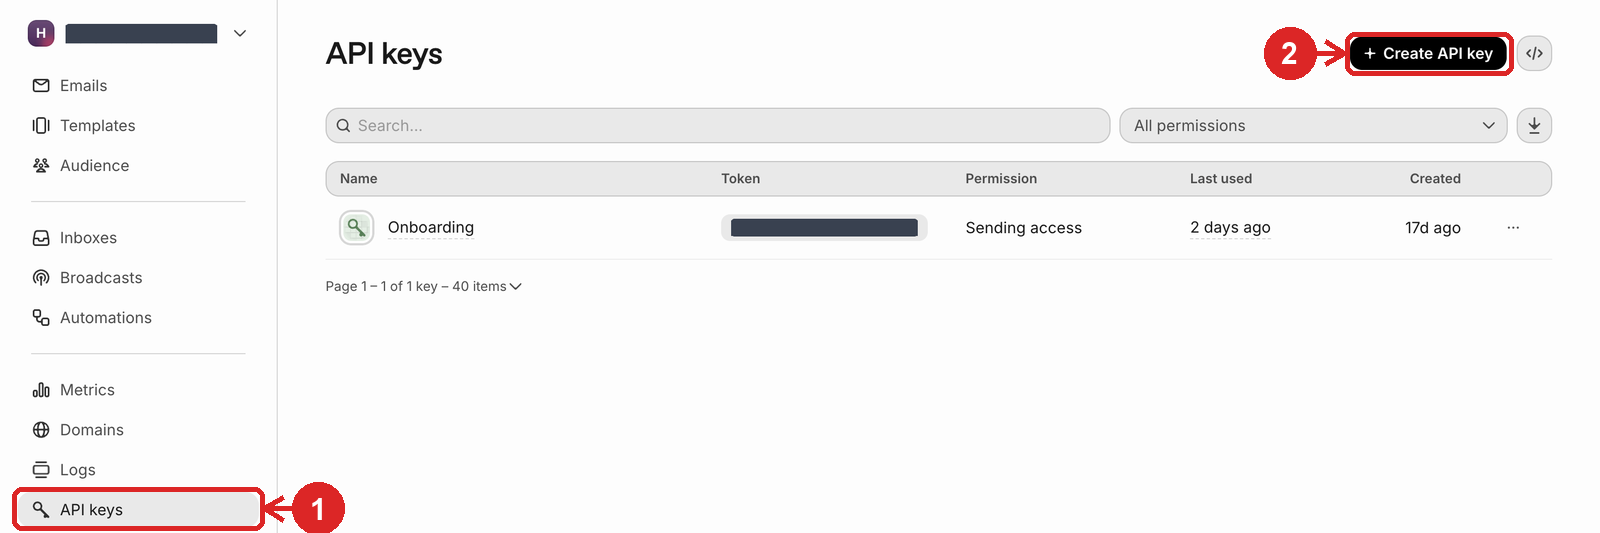 H
Emails
Templates
Audience
Inboxes
Broadcasts
Automations
Metrics
Domains
Logs
API keys
1
API keys
2
+ Create API key
</>
Search...
All permissions
Name Token Permission Last used Created
Onboarding Sending access 2 days ago 17d ago ...
Page 1 – 1 of 1 key – 40 items